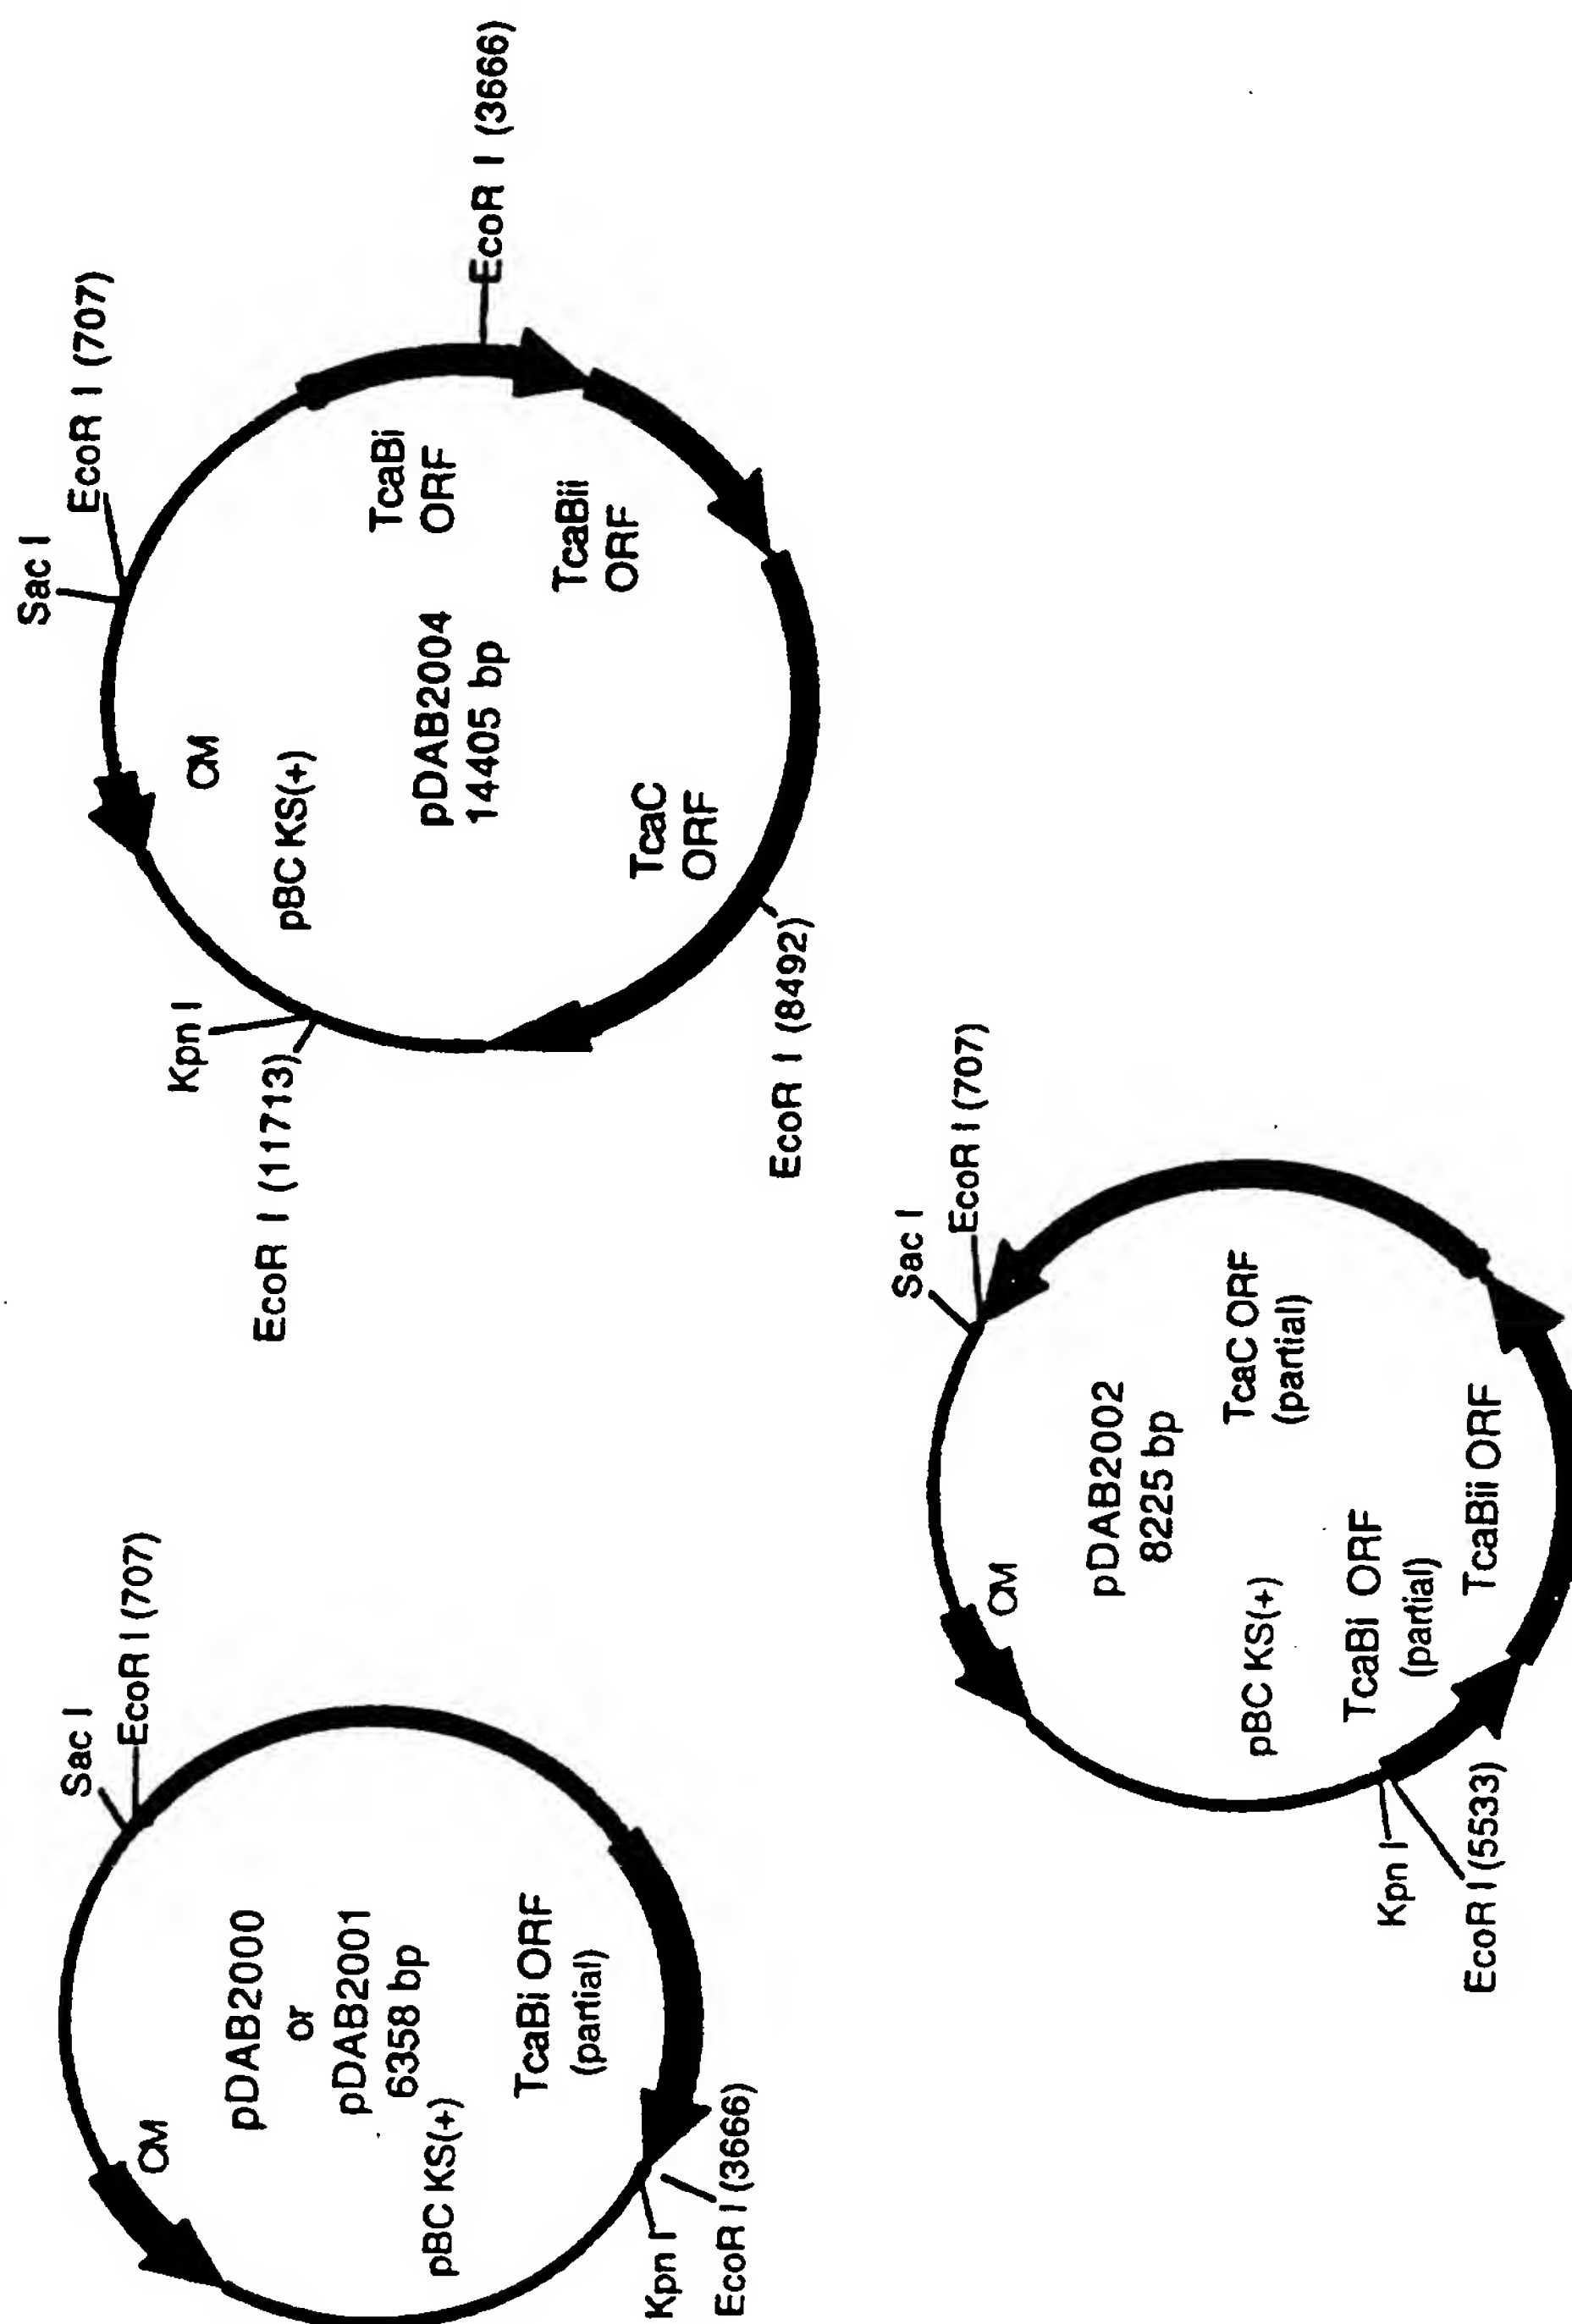 Sac I
EcoR I (707)
CM
pDAB2000
or
pDAB2001
6358 bp
pBC KS(+)
TcaBi ORF
(partial)
Kpn I
EcoR I (3666)
Sac I
EcoR I (707)
CM
pBC KS(+)
pDAB2004
14405 bp
TcaBi
ORF
TcaBii
ORF
TcaC
ORF
EcoR I (3666)
Kpn I
EcoR I (11713)
EcoR I (8492)
Sac I
EcoR I (707)
CM
pDAB2002
8225 bp
TcaC ORF
(partial)
pBC KS(+)
TcaBi ORF
(partial)
TcaBii ORF
Kpn I
EcoR I (5533)